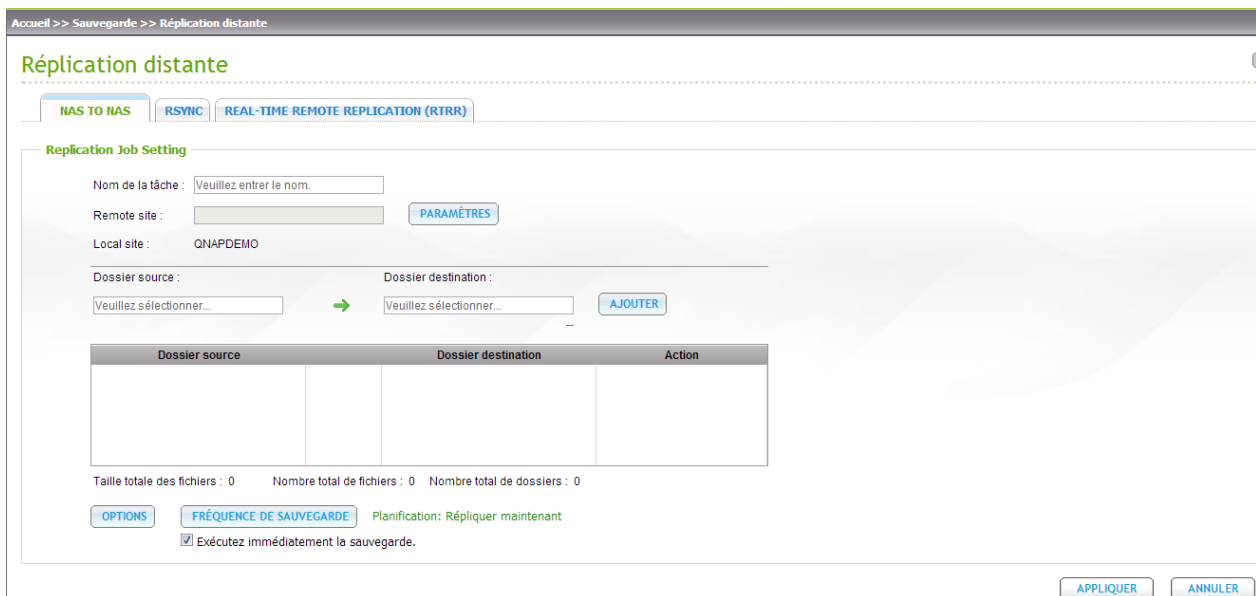 Accueil >> Sauvegarde >> Réplication distante
Réplication distante
NAS TO NAS RSYNC REAL-TIME REMOTE REPLICATION (RTRR)
Replication Job Setting
Nom de la tâche : Veuillez entrer le nom.
Remote site : PARAMÈTRES
Local site : QNAPDEMO
Dossier source : Dossier destination :
Veuillez sélectionner... Veuillez sélectionner... AJOUTER
--
Dossier source Dossier destination Action
Taille totale des fichiers : 0 Nombre total de fichiers : 0 Nombre total de dossiers : 0
OPTIONS FRÉQUENCE DE SAUVEGARDE Planification: Répliquer maintenant
Exécutez immédiatement la sauvegarde.
APPLIQUER ANNULER